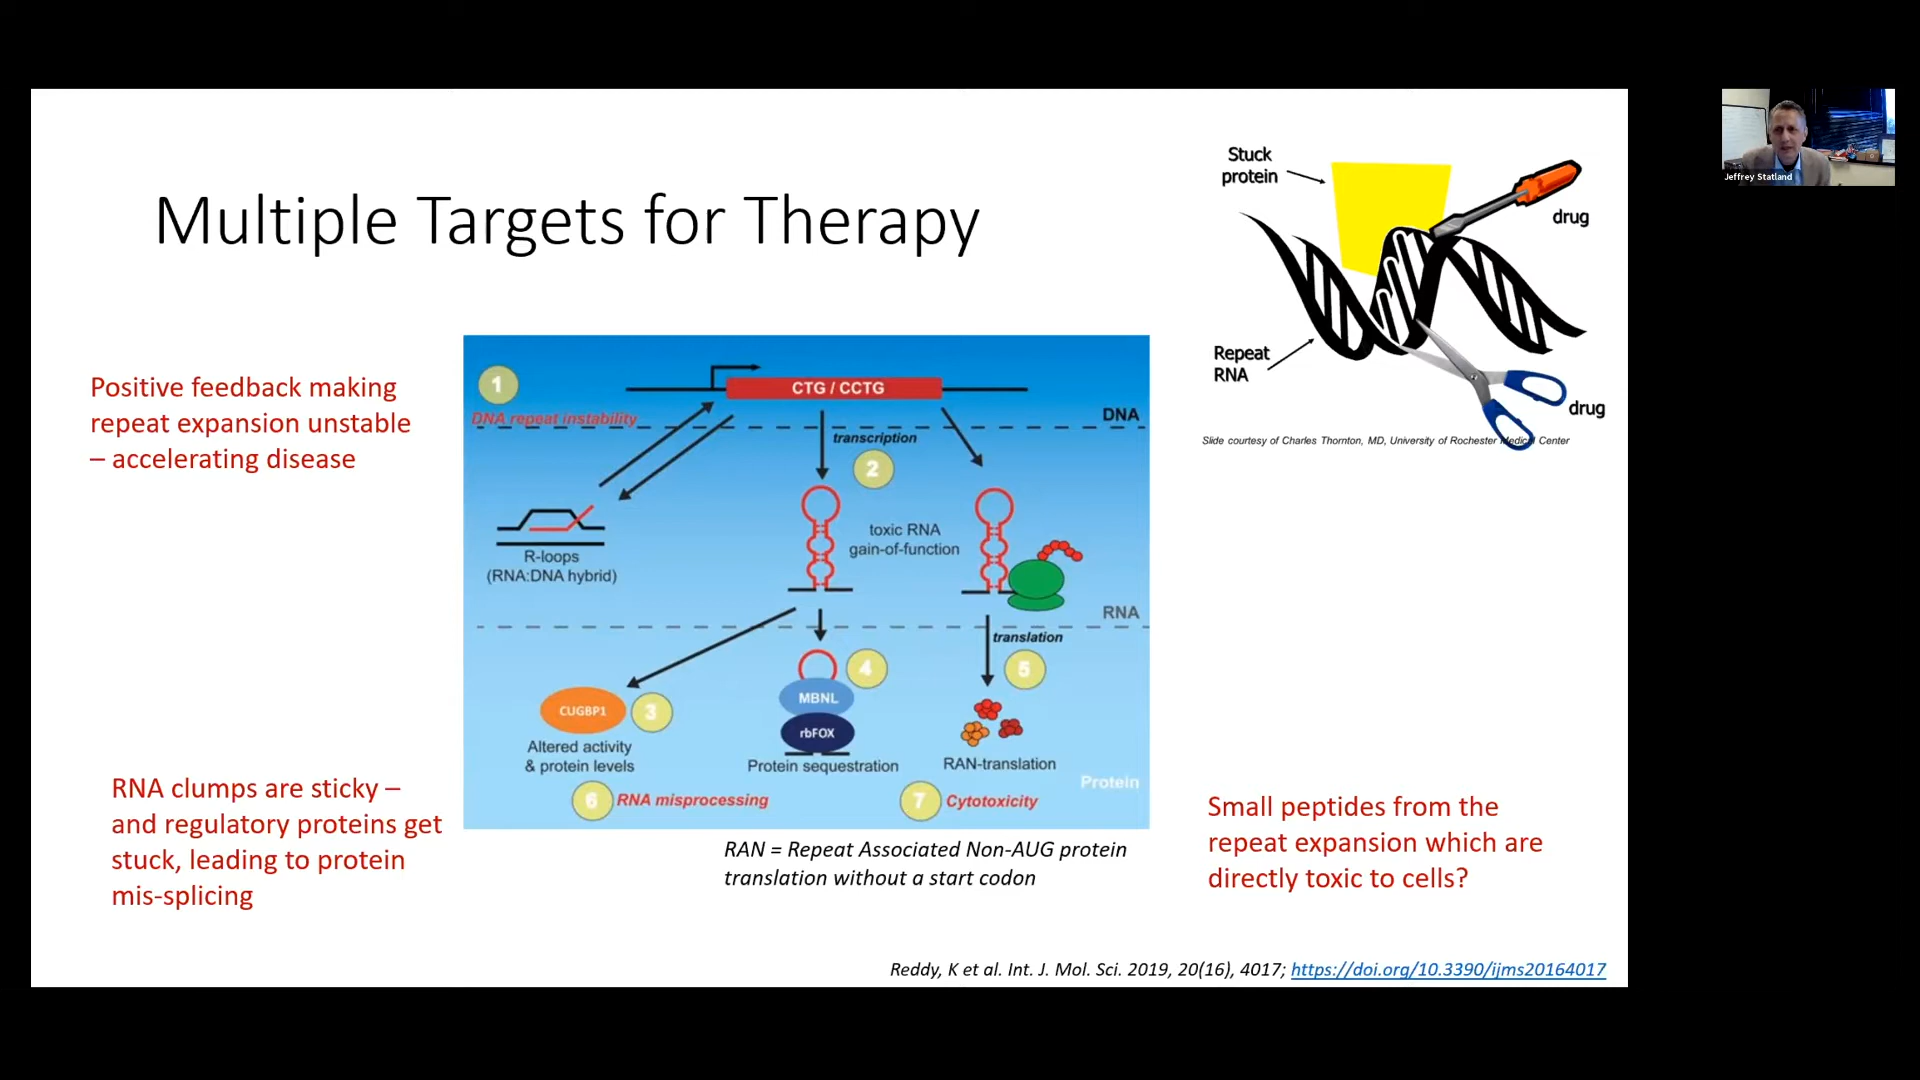 Multiple Targets for Therapy
Stuck
protein
drug
Repeat
RNA
drug
Slide courtesy of Charles Thornton, MD, University of Rochester Medical Center
Jeffrey Statland
Positive feedback making
repeat expansion unstable
– accelerating disease
1
CTG / CCTG
DNA repeat instability
DNA
transcription
2
toxic RNA
gain-of-function
R-loops
(RNA:DNA hybrid)
RNA
translation
4
5
MBNL
CUGBP1
3
rbFOX
Altered activity
& protein levels
Protein sequestration
RAN-translation
Protein
6
RNA misprocessing
7
Cytotoxicity
RNA clumps are sticky –
and regulatory proteins get
stuck, leading to protein
mis-splicing
RAN = Repeat Associated Non-AUG protein
translation without a start codon
Small peptides from the
repeat expansion which are
directly toxic to cells?
Reddy, K et al. Int. J. Mol. Sci. 2019, 20(16), 4017; https://doi.org/10.3390/ijms20164017